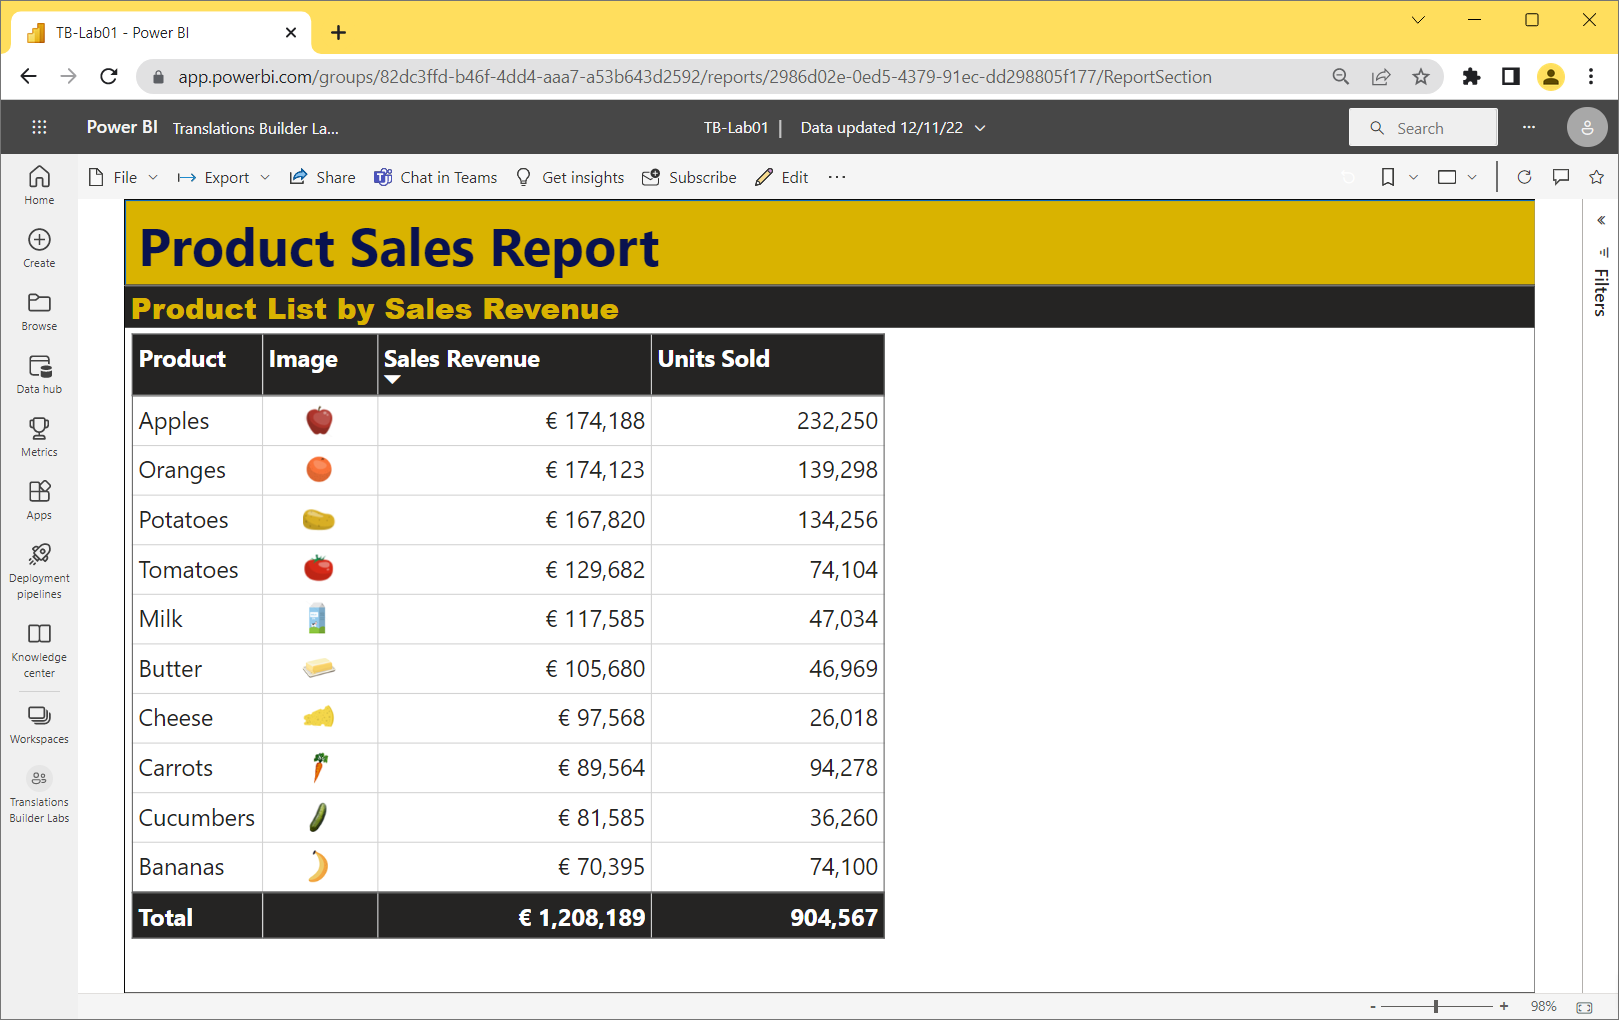 TB-Lab01 - Power BI
app.powerbi.com/groups/82dc3ffd-b46f-4dd4-aaa7-a53b643d2592/reports/2986d02e-0ed5-4379-91ec-dd298805f177/ReportSection
Power BI Translations Builder La... TB-Lab01 | Data updated 12/11/22 Search ...
File Export Share Chat in Teams Get insights Subscribe Edit ...
Home
Create
Browse
Data hub
Metrics
Apps
Deployment
pipelines
Knowledge
center
Workspaces
Translations
Builder Labs
Product Sales Report
Product List by Sales Revenue
Product Image Sales Revenue Units Sold
Apples € 174,188 232,250
Oranges € 174,123 139,298
Potatoes € 167,820 134,256
Tomatoes € 129,682 74,104
Milk € 117,585 47,034
Butter € 105,680 46,969
Cheese € 97,568 26,018
Carrots € 89,564 94,278
Cucumbers € 81,585 36,260
Bananas € 70,395 74,100
Total € 1,208,189 904,567
Filters
- + 98%